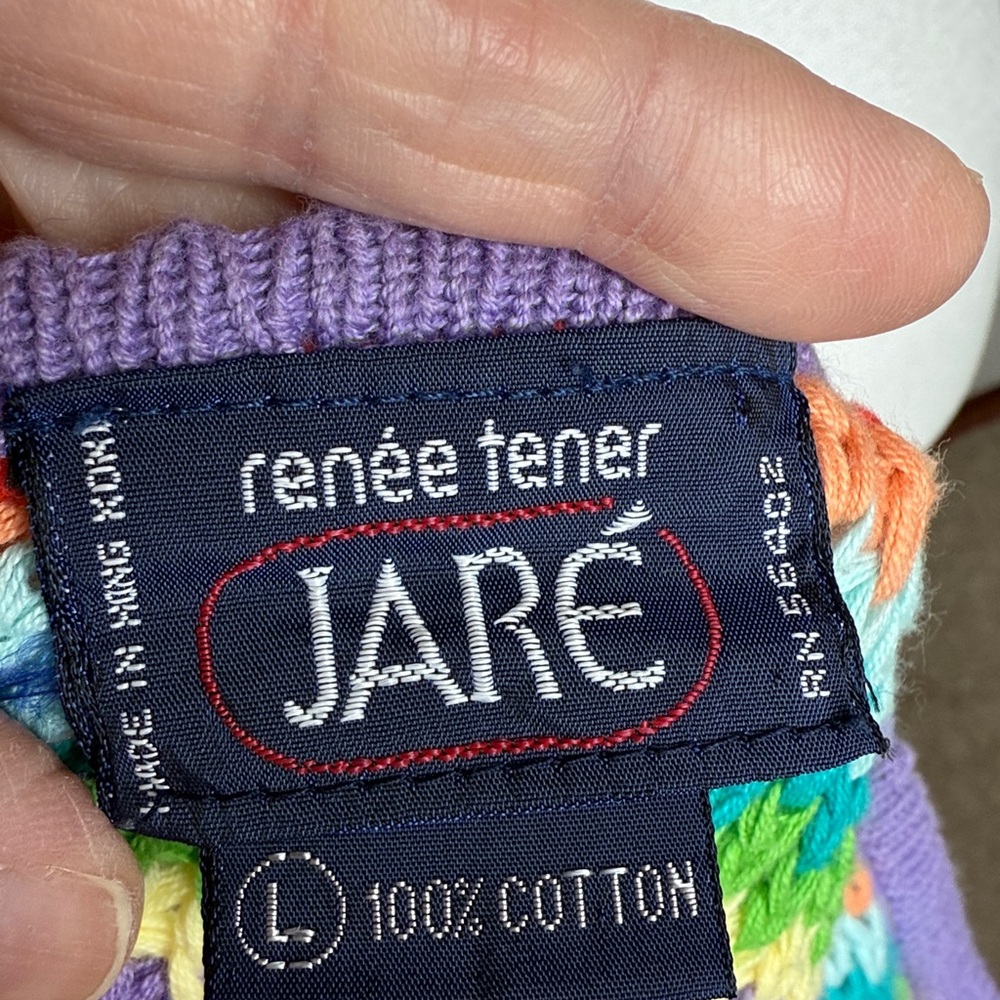 renée tener
JARÉ
MADE IN HONG KONG
RN 56402
L 100% COTTON